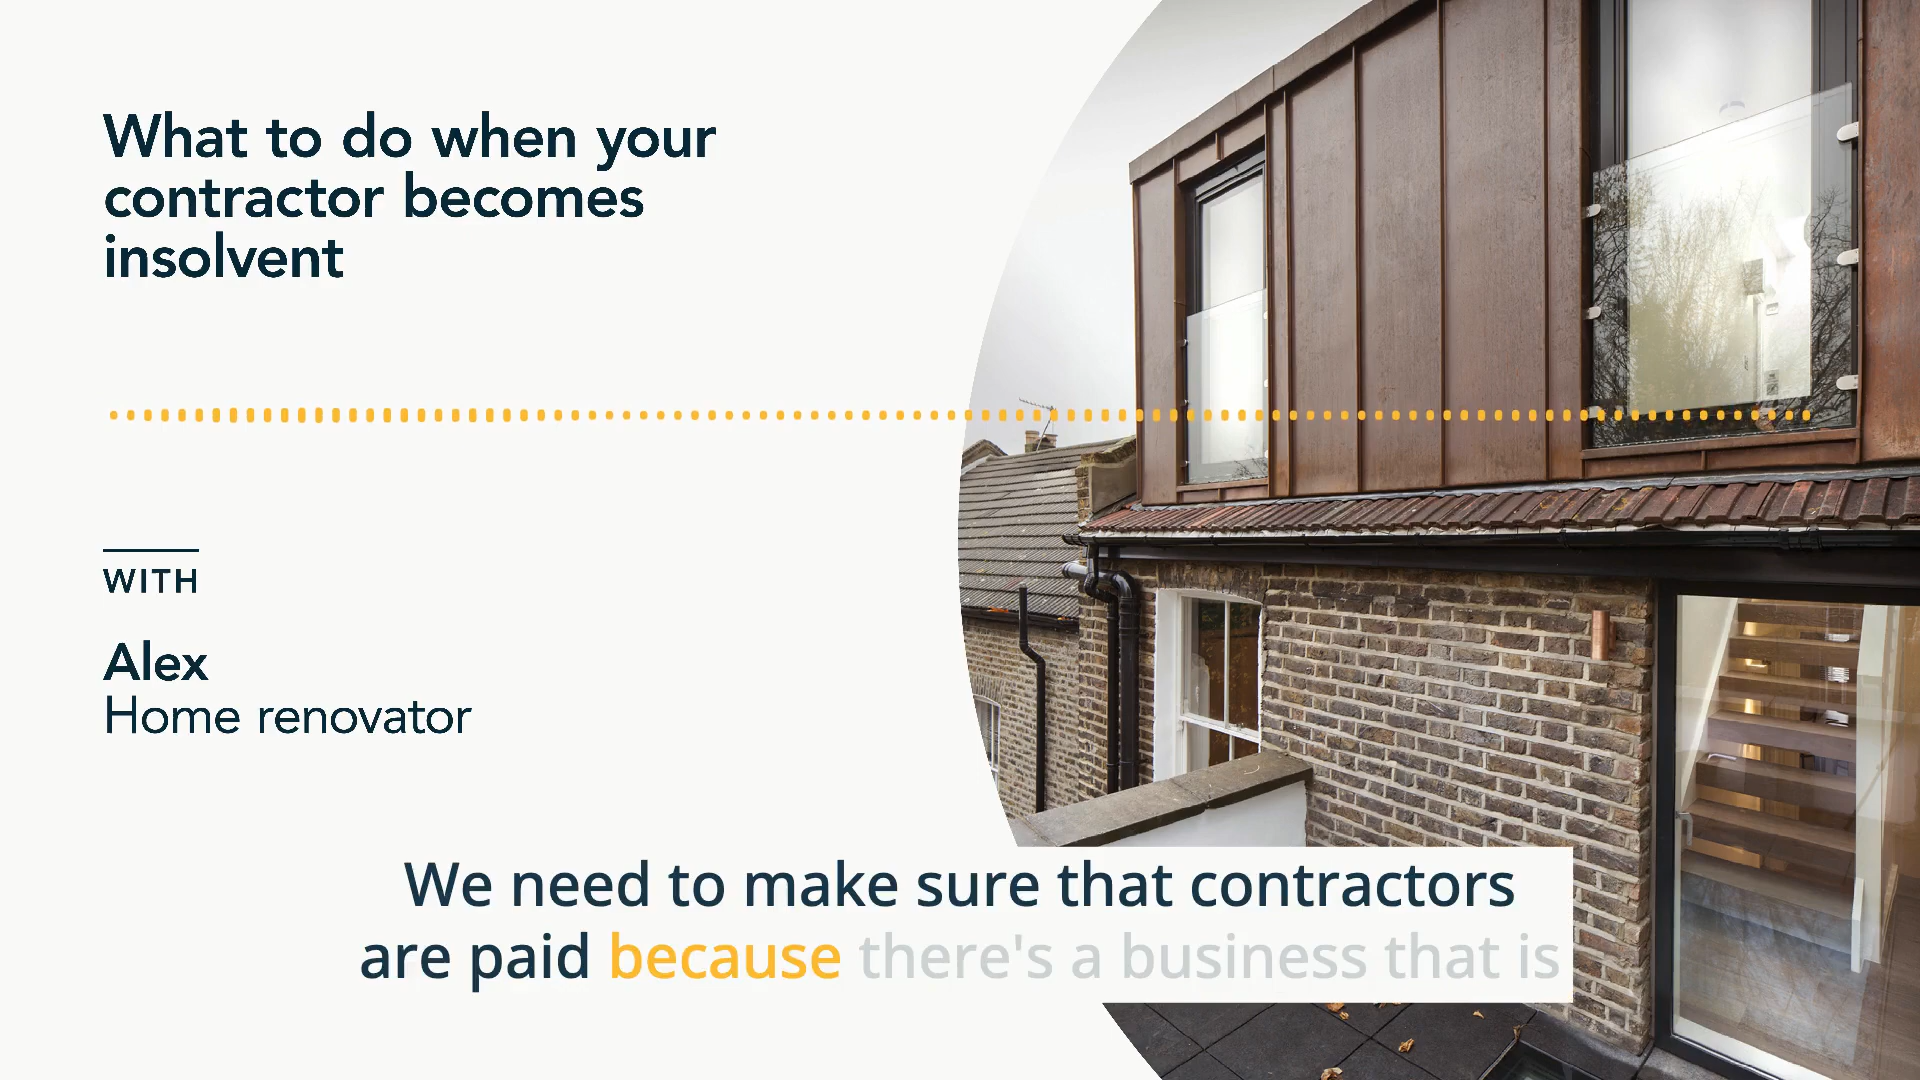 What to do when your
contractor becomes
insolvent
WITH
Alex
Home renovator
We need to make sure that contractors
are paid because there's a business that is